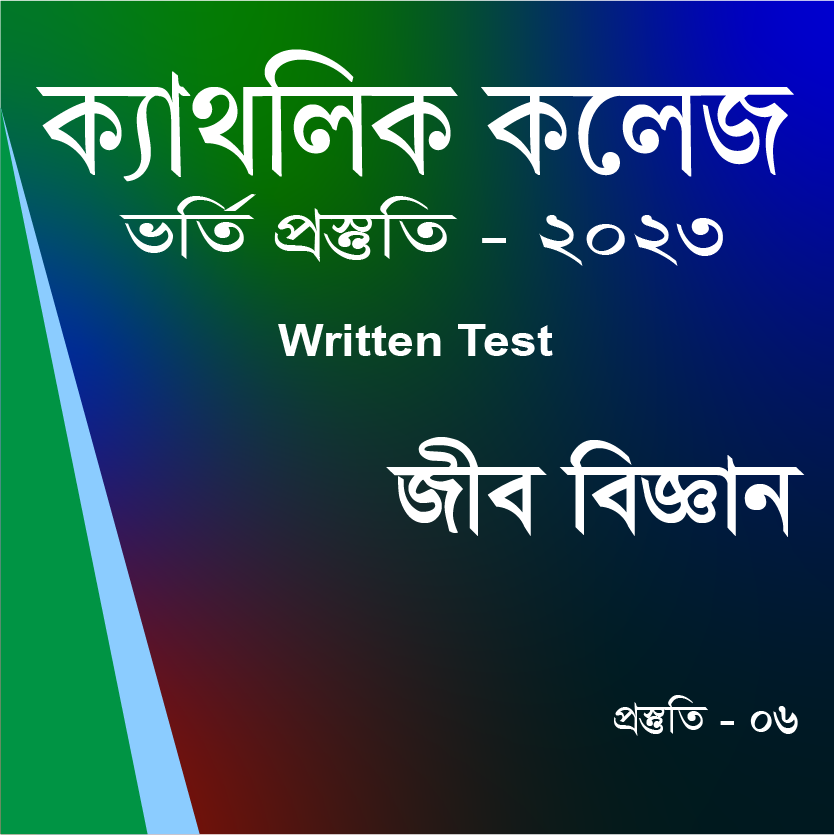 ক্যাথলিক কলেজ
ভর্তি প্রস্তুতি - ২০২৩
Written Test
জীব বিজ্ঞান
প্রস্তুতি - ০৬